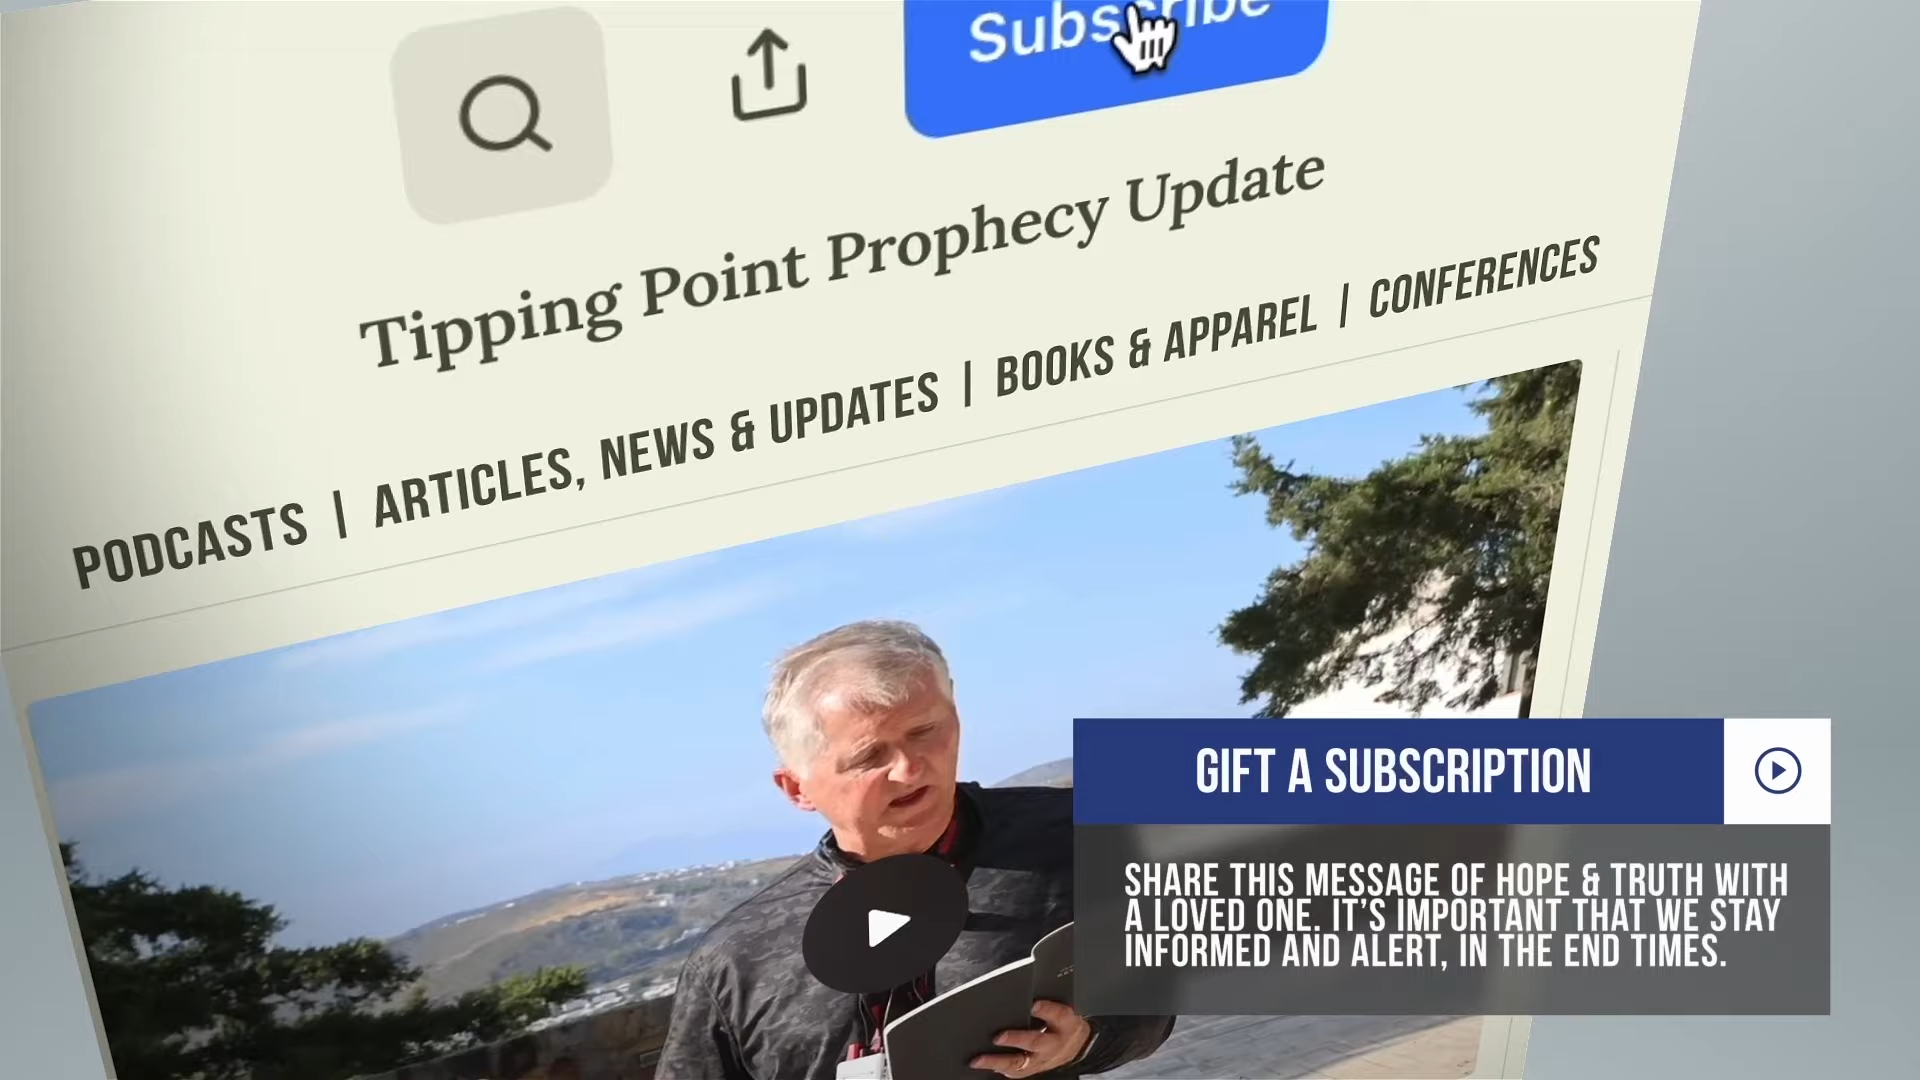 Subscribe
Tipping Point Prophecy Update
PODCASTS | ARTICLES, NEWS & UPDATES | BOOKS & APPAREL | CONFERENCES
GIFT A SUBSCRIPTION
SHARE THIS MESSAGE OF HOPE & TRUTH WITH
A LOVED ONE. IT'S IMPORTANT THAT WE STAY
INFORMED AND ALERT, IN THE END TIMES.